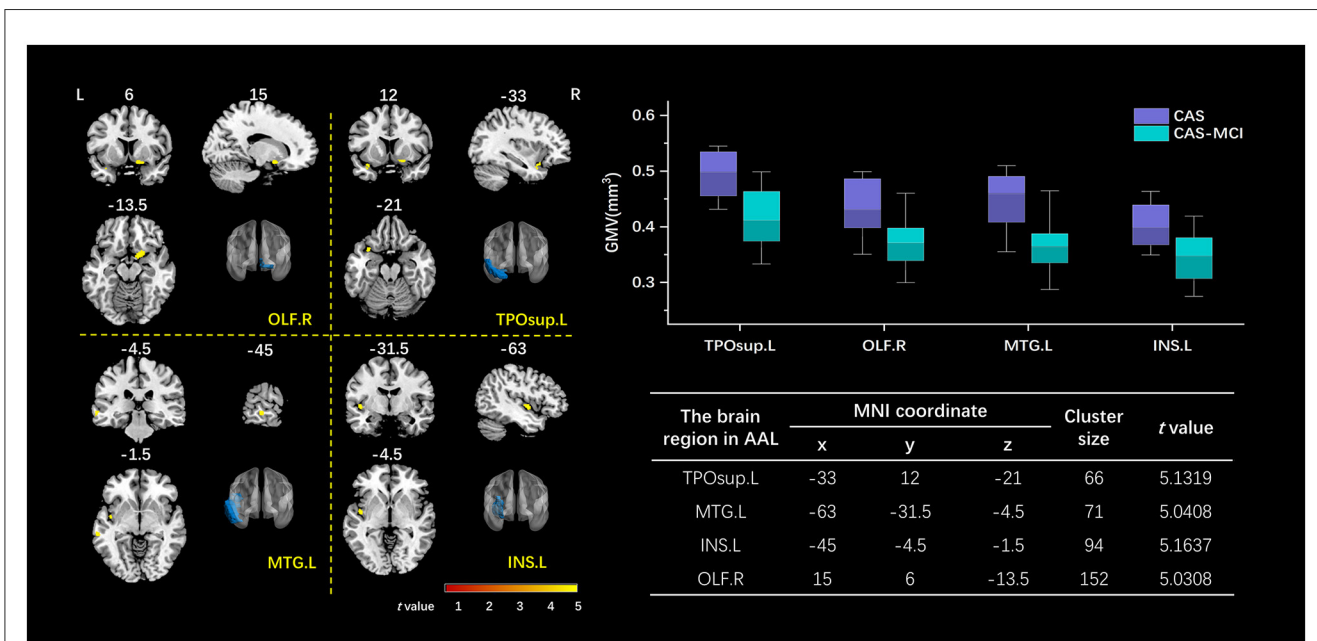 L 6 15 12 -33 R
-13.5 -21
OLF.R TPOsup.L
-4.5 -45 -31.5 -63
-1.5 -4.5
MTG.L INS.L
t value 1 2 3 4 5
CAS
CAS-MCI
GMV(mm³)
0.6
0.5
0.4
0.3
TPOsup.L OLF.R MTG.L INS.L
The brain region in AAL MNI coordinate Cluster size t value
x y z
TPOsup.L -33 12 -21 66 5.1319
MTG.L -63 -31.5 -4.5 71 5.0408
INS.L -45 -4.5 -1.5 94 5.1637
OLF.R 15 6 -13.5 152 5.0308